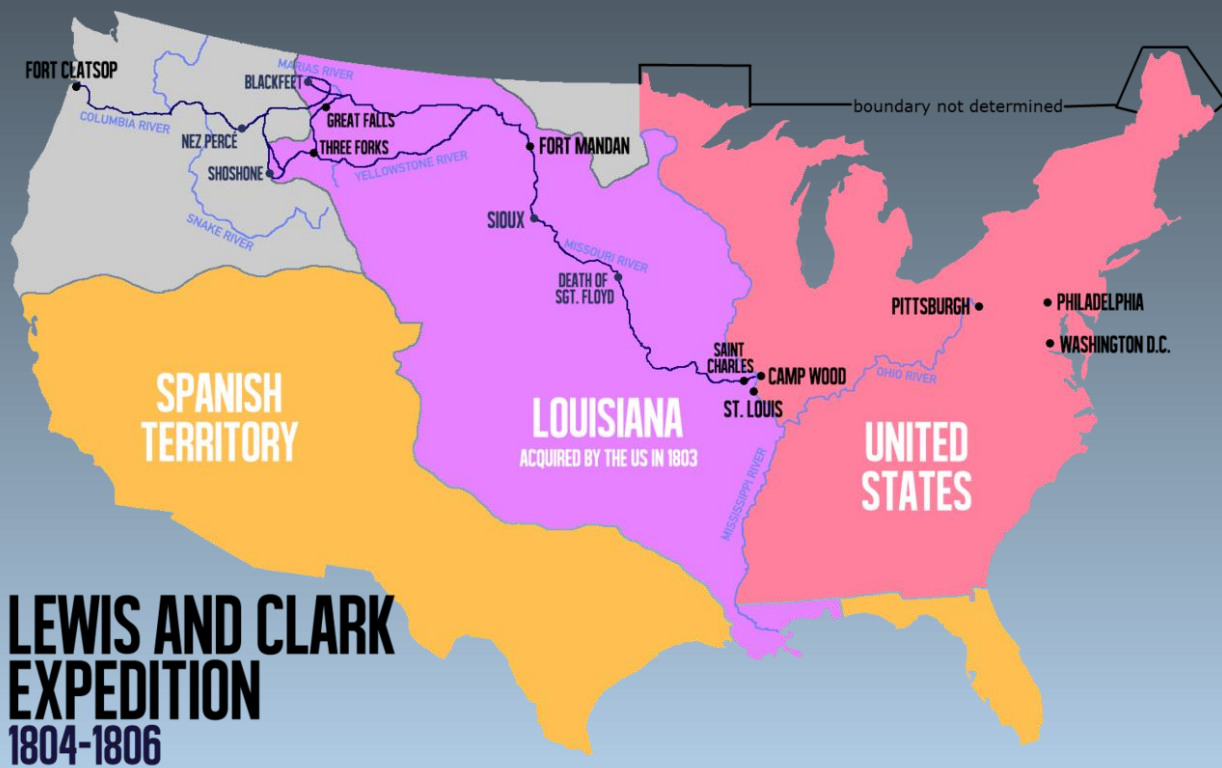 FORT CLATSOP
COLUMBIA RIVER
MARIAS RIVER
BLACKFEET
GREAT FALLS
NEZ PERCE
THREE FORKS
SHOSHONE
YELLOWSTONE RIVER
SNAKE RIVER
FORT MANDAN
boundary not determined
SIOUX
MISSOURI RIVER
DEATH OF
SGT. FLOYD
PITTSBURGH
PHILADELPHIA
WASHINGTON D.C.
SAINT
CHARLES
CAMP WOOD
ST. LOUIS
OHIO RIVER
SPANISH
TERRITORY
LOUISIANA
ACQUIRED BY THE US IN 1803
MISSISSIPPI RIVER
UNITED
STATES
LEWIS AND CLARK
EXPEDITION
1804-1806